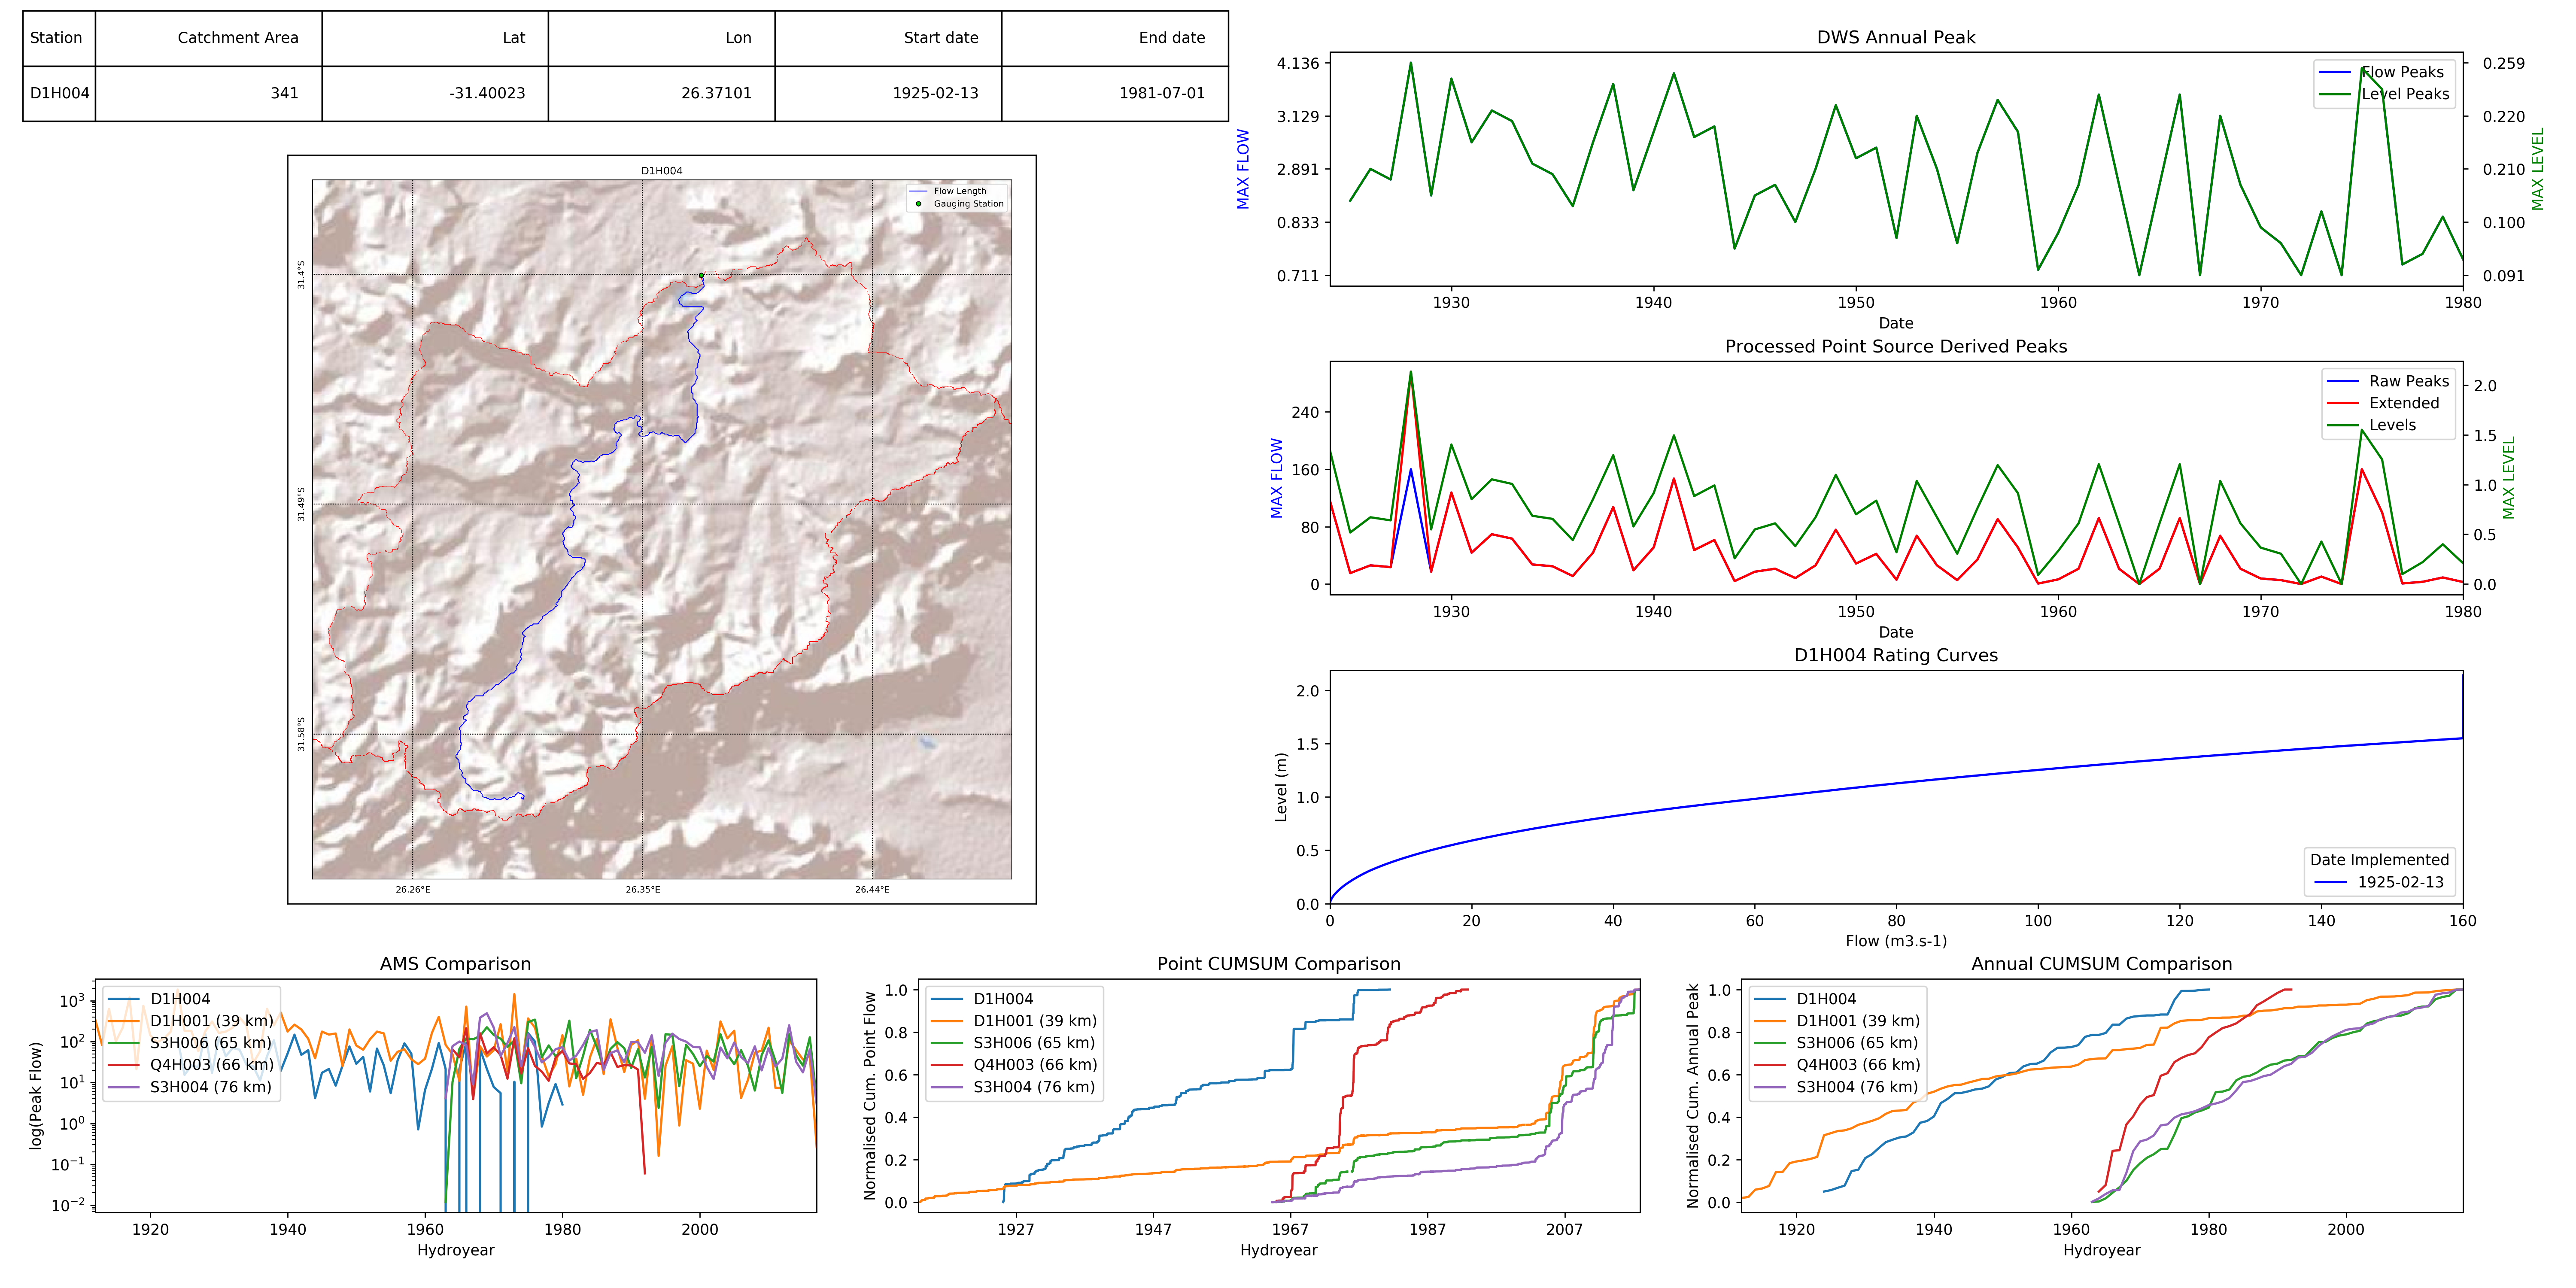 Station Catchment Area Lat Lon Start date End date
D1H004 341 -31.40023 26.37101 1925-02-13 1981-07-01
D1H004
Flow Length
Gauging Station
31.4°S
31.49°S
31.58°S
26.26°E 26.35°E 26.44°E
DWS Annual Peak
MAX FLOW
4.136
3.129
2.891
0.833
0.711
Flow Peaks
Level Peaks
0.259
0.220
0.210
0.100
0.091
MAX LEVEL
1930 1940 1950 1960 1970 1980
Date
Processed Point Source Derived Peaks
MAX FLOW
240
160
80
0
Raw Peaks
Extended
Levels
2.0
1.5
1.0
0.5
0.0
MAX LEVEL
1930 1940 1950 1960 1970 1980
Date
D1H004 Rating Curves
Level (m)
2.0
1.5
1.0
0.5
0.0
Date Implemented
1925-02-13
0 20 40 60 80 100 120 140 160
Flow (m3.s-1)
AMS Comparison
log(Peak Flow)
10³
10²
10¹
10⁰
10⁻¹
10⁻²
D1H004
D1H001 (39 km)
S3H006 (65 km)
Q4H003 (66 km)
S3H004 (76 km)
1920 1940 1960 1980 2000
Hydroyear
Point CUMSUM Comparison
Normalised Cum. Point Flow
1.0
0.8
0.6
0.4
0.2
0.0
D1H004
D1H001 (39 km)
S3H006 (65 km)
Q4H003 (66 km)
S3H004 (76 km)
1927 1947 1967 1987 2007
Hydroyear
Annual CUMSUM Comparison
Normalised Cum. Annual Peak
1.0
0.8
0.6
0.4
0.2
0.0
D1H004
D1H001 (39 km)
S3H006 (65 km)
Q4H003 (66 km)
S3H004 (76 km)
1920 1940 1960 1980 2000
Hydroyear